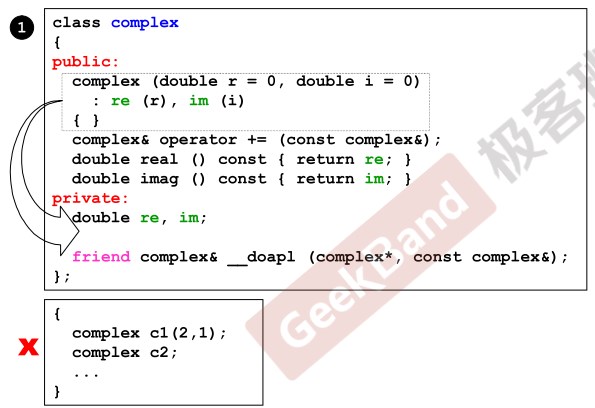 1
class complex
{
public:
complex (double r = 0, double i = 0)
: re (r), im (i)
{ }
complex& operator += (const complex&);
double real () const { return re; }
double imag () const { return im; }
private:
double re, im;
friend complex& __doapl (complex*, const complex&);
};
x
{
complex c1(2,1);
complex c2;
...
}
GeekBand 极客班